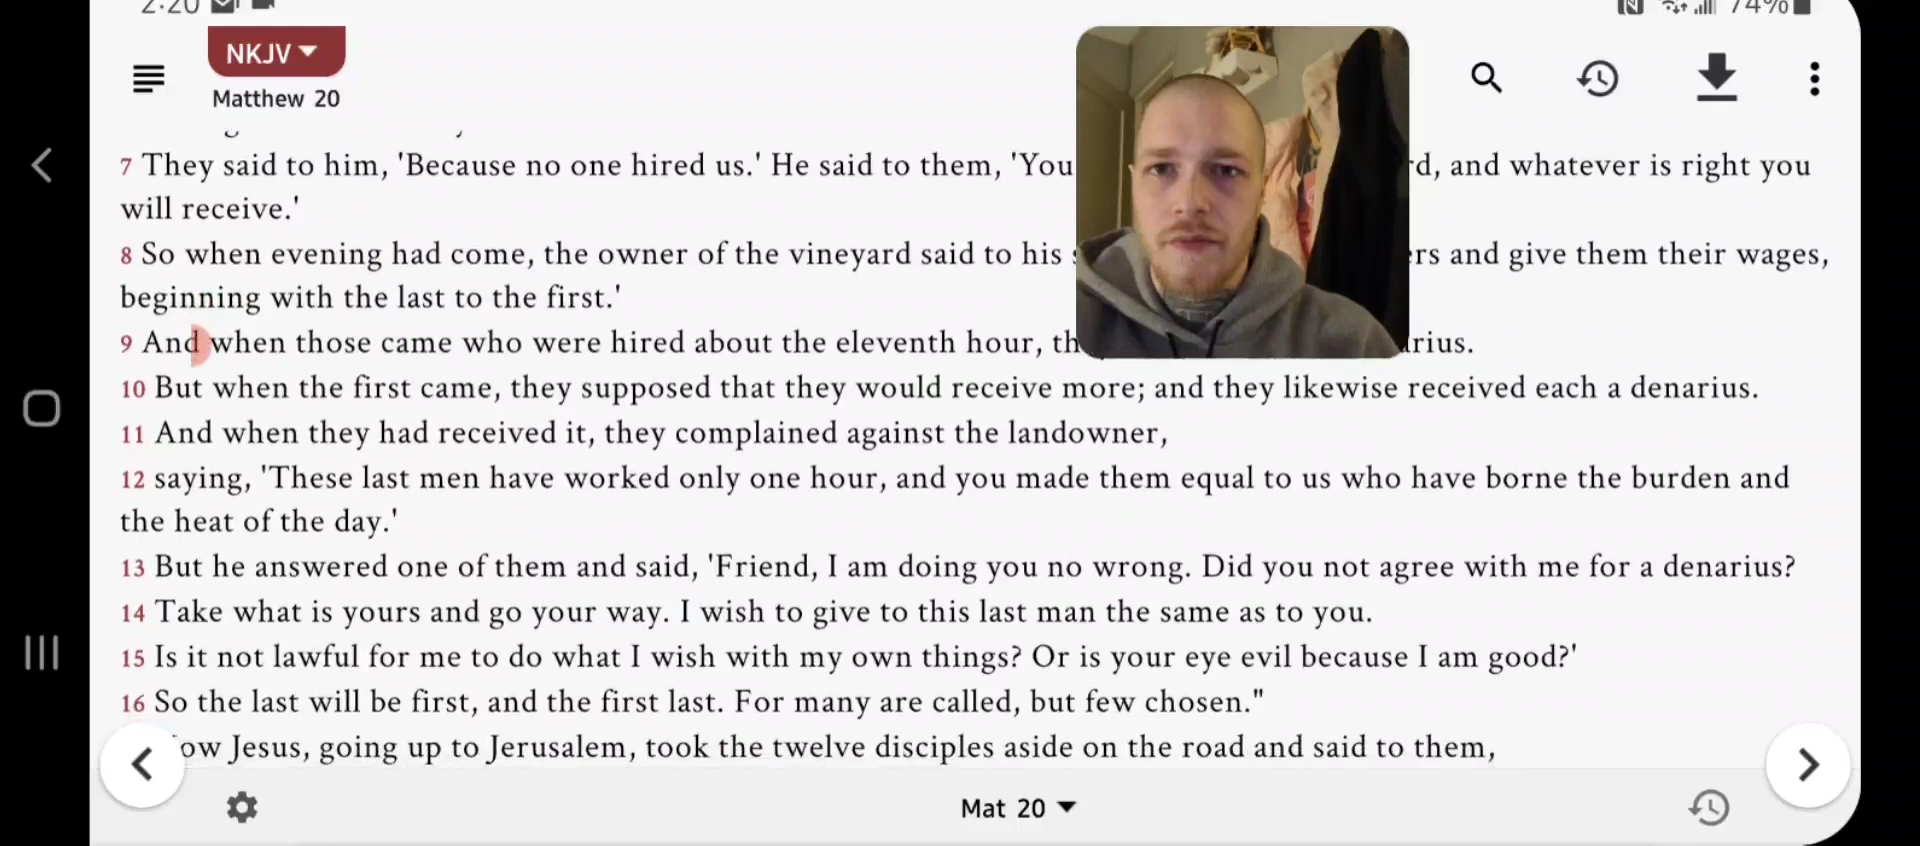 2:20 74%
NKJV
Matthew 20
7 They said to him, 'Because no one hired us.' He said to them, 'You d, and whatever is right you
will receive.'
8 So when evening had come, the owner of the vineyard said to his rs and give them their wages,
beginning with the last to the first.'
9 And when those came who were hired about the eleventh hour, th rius.
10 But when the first came, they supposed that they would receive more; and they likewise received each a denarius.
11 And when they had received it, they complained against the landowner,
12 saying, 'These last men have worked only one hour, and you made them equal to us who have borne the burden and
the heat of the day.'
13 But he answered one of them and said, 'Friend, I am doing you no wrong. Did you not agree with me for a denarius?
14 Take what is yours and go your way. I wish to give to this last man the same as to you.
15 Is it not lawful for me to do what I wish with my own things? Or is your eye evil because I am good?'
16 So the last will be first, and the first last. For many are called, but few chosen."
ow Jesus, going up to Jerusalem, took the twelve disciples aside on the road and said to them,
Mat 20